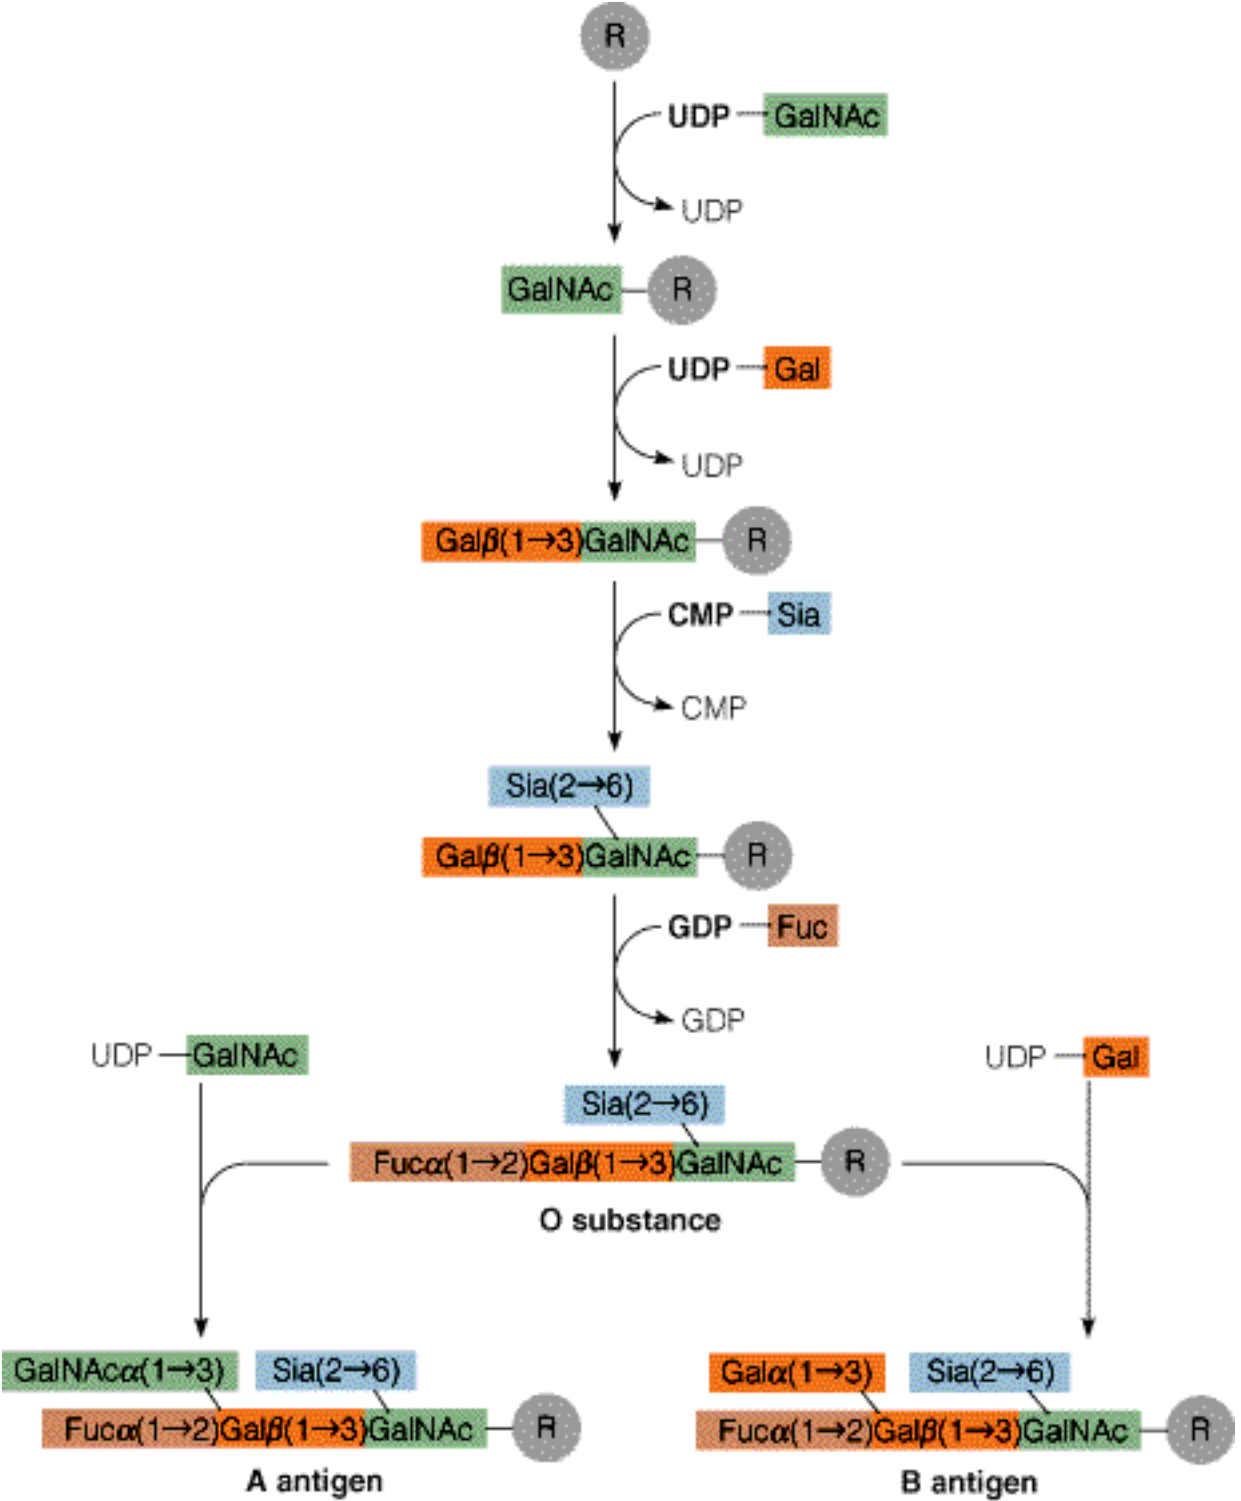 R
UDP GalNAc
UDP
GalNAc R
UDP Gal
UDP
Galβ(1→3)GalNAc R
CMP Sia
CMP
Sia(2→6)
Galβ(1→3)GalNAc R
GDP Fuc
GDP
UDP GalNAc
UDP Gal
Sia(2→6)
Fucα(1→2)Galβ(1→3)GalNAc R
O substance
GalNAcα(1→3) Sia(2→6)
Fucα(1→2)Galβ(1→3)GalNAc R
A antigen
Galα(1→3) Sia(2→6)
Fucα(1→2)Galβ(1→3)GalNAc R
B antigen